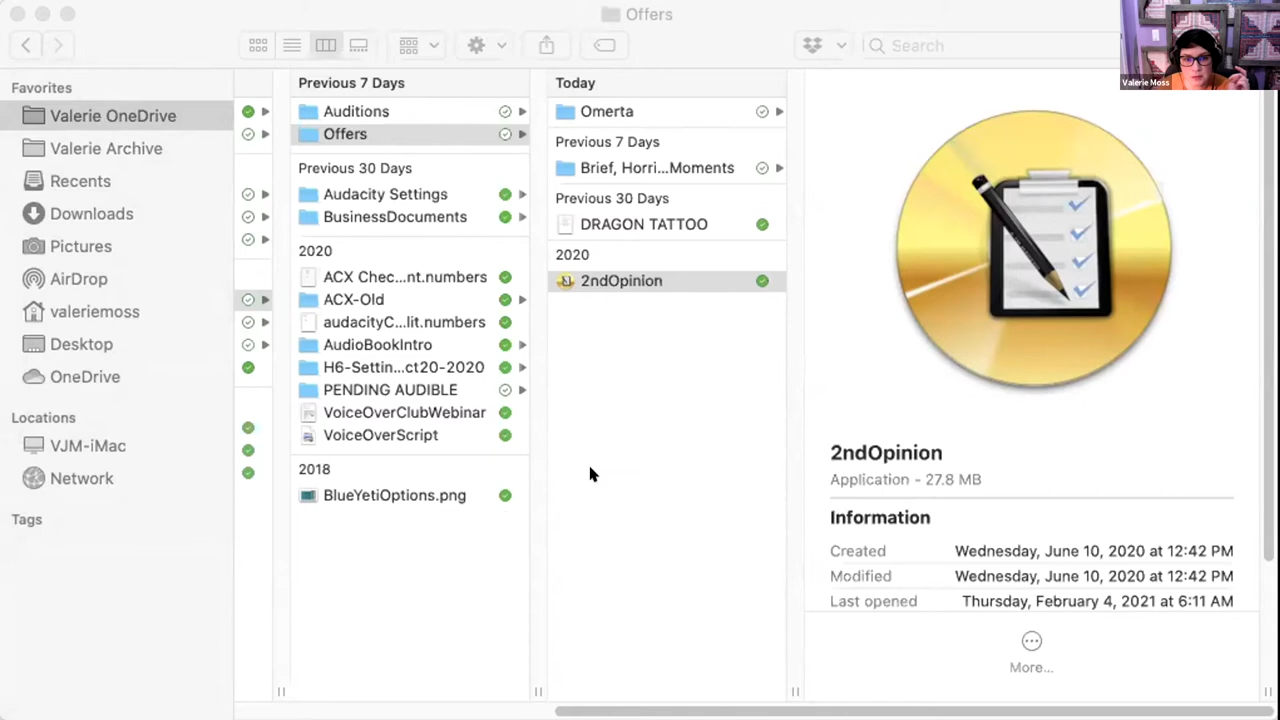 Offers
Search
Valerie Moss
Favorites
Valerie OneDrive
Valerie Archive
Recents
Downloads
Pictures
AirDrop
valeriemoss
Desktop
OneDrive
Locations
VJM-iMac
Network
Tags
Previous 7 Days
Auditions
Offers
Previous 30 Days
Audacity Settings
BusinessDocuments
2020
ACX Chec...nt.numbers
ACX-Old
audacityC...lit.numbers
AudioBookIntro
H6-Settin...ct20-2020
PENDING AUDIBLE
VoiceOverClubWebinar
VoiceOverScript
2018
BlueYetiOptions.png
Today
Omerta
Previous 7 Days
Brief, Horri...Moments
Previous 30 Days
DRAGON TATTOO
2020
2ndOpinion
2ndOpinion
Application - 27.8 MB
Information
Created Wednesday, June 10, 2020 at 12:42 PM
Modified Wednesday, June 10, 2020 at 12:42 PM
Last opened Thursday, February 4, 2021 at 6:11 AM
More...